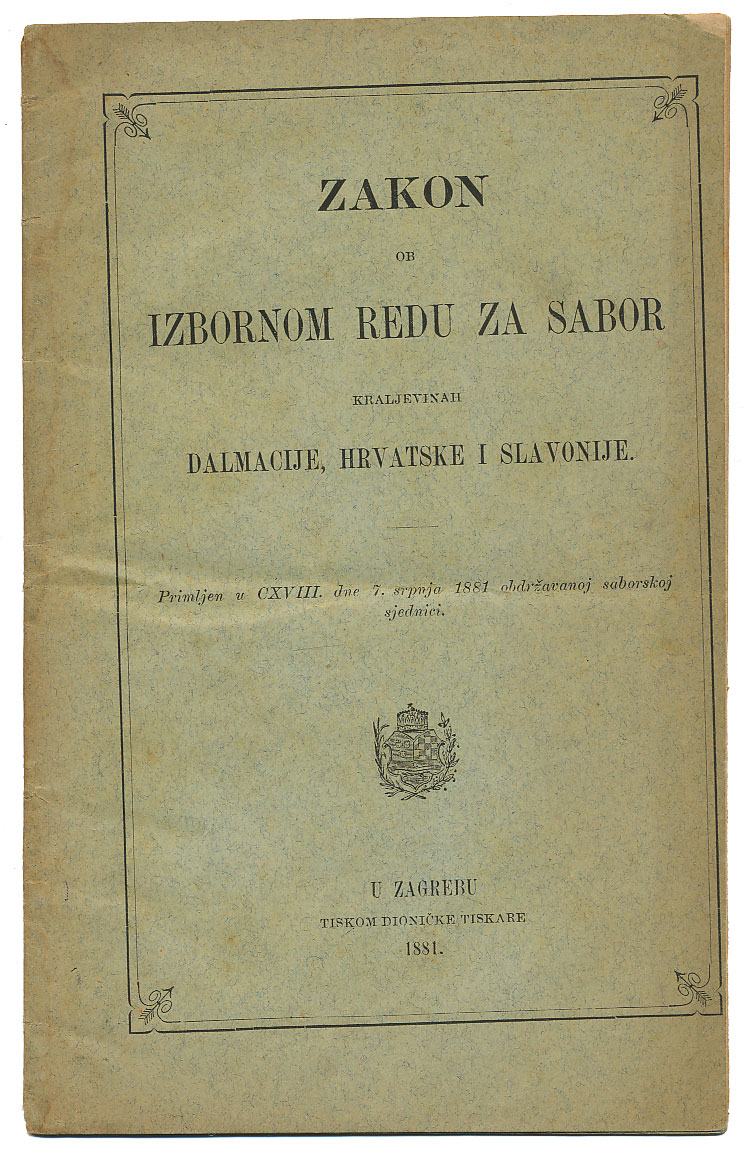 ZAKON
OB
IZBORNOM REDU ZA SABOR
KRALJEVINAH
DALMACIJE, HRVATSKE I SLAVONIJE.
Primljen u CXVIII. dne 7. srpnja 1881 obdržavanoj saborskoj
sjednici.
U ZAGREBU
TISKOM DIONIČKE TISKARE
1881.